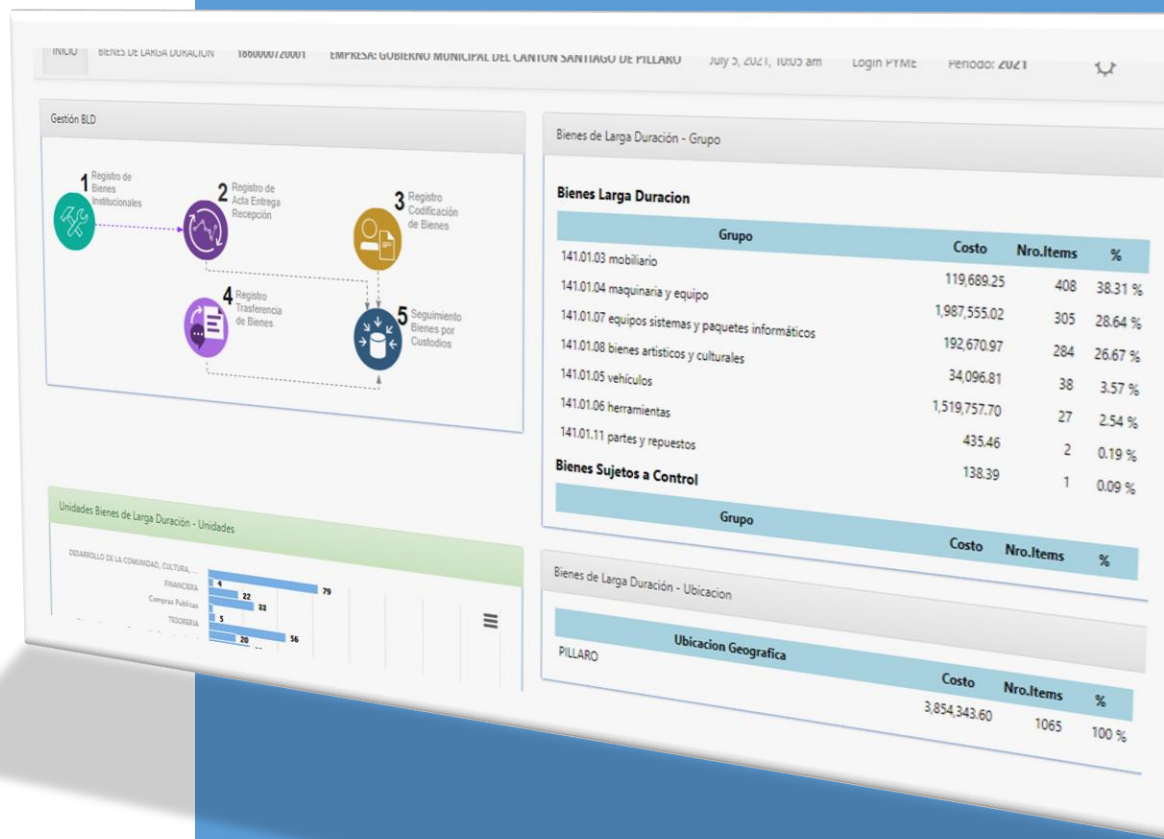 INICIO BIENES DE LARGA DURACION 1860000720001 EMPRESA: GOBIERNO MUNICIPAL DEL CANTON SANTIAGO DE PILLARO July 5, 2021, 10:05 am Login PYME Periodo: 2021
Gestión BLD
1 Registro de
Bienes
Institucionales
2 Registro de
Acta Entrega
Recepción
3 Registro
Codificación
de Bienes
4 Registro
Trasferencia
de Bienes
5 Seguimiento
Bienes por
Custodios
Unidades Bienes de Larga Duración - Unidades
DESARROLLO DE LA COMUNIDAD, CULTURA, ...
79
FINANCIERA
4
22
Compras Publicas
33
TESORERIA
5
56
20
Bienes de Larga Duración - Grupo
Bienes Larga Duracion
Grupo Costo Nro.Items %
141.01.03 mobiliario 119,689.25 408 38.31 %
141.01.04 maquinaria y equipo 1,987,555.02 305 28.64 %
141.01.07 equipos sistemas y paquetes informáticos 192,670.97 284 26.67 %
141.01.08 bienes artisticos y culturales 34,096.81 38 3.57 %
141.01.05 vehículos 1,519,757.70 27 2.54 %
141.01.06 herramientas 435.46 2 0.19 %
141.01.11 partes y repuestos 138.39 1 0.09 %
Bienes Sujetos a Control
Grupo Costo Nro.Items %
Bienes de Larga Duración - Ubicacion
Ubicacion Geografica Costo Nro.Items %
PILLARO 3,854,343.60 1065 100 %